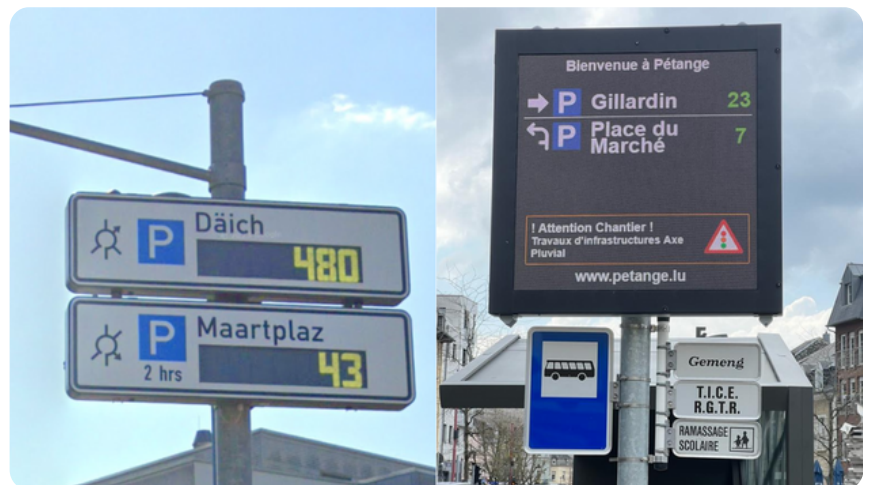 P Däich
480
P Maartplaz
2 hrs 43
Bienvenue à Pétange
P Gillardin 23
P Place du 7
Marché
! Attention Chantier !
Travaux d'infrastructures Axe
Pluvial
www.petange.lu
Gemeng
T.I.C.E.
R.G.T.R.
RAMASSAGE
SCOLAIRE